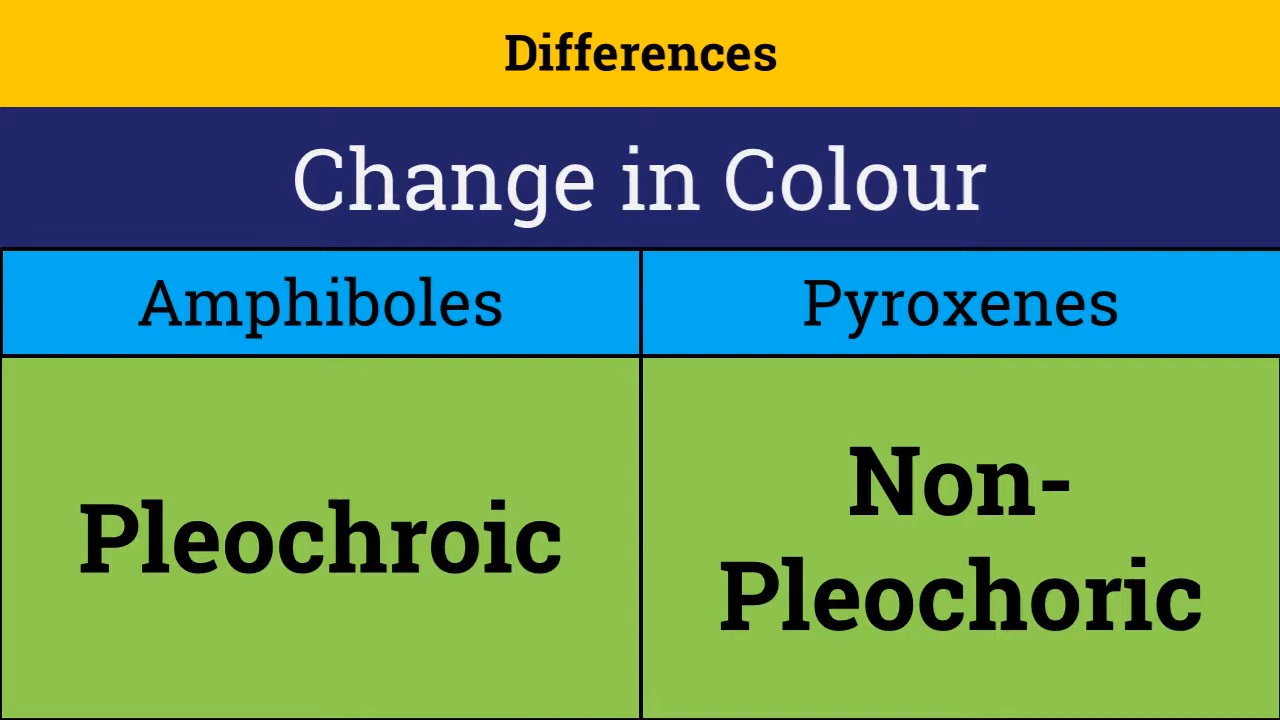 Differences
Change in Colour
Amphiboles
Pyroxenes
Pleochroic
Non-
Pleochoric